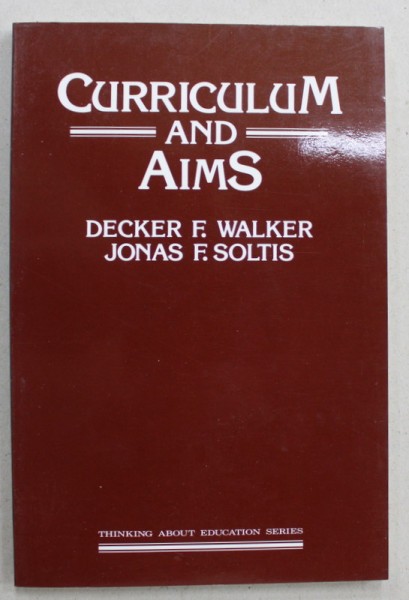 CURRICULUM
AND
AIMS
DECKER F. WALKER
JONAS F. SOLTIS
THINKING ABOUT EDUCATION SERIES